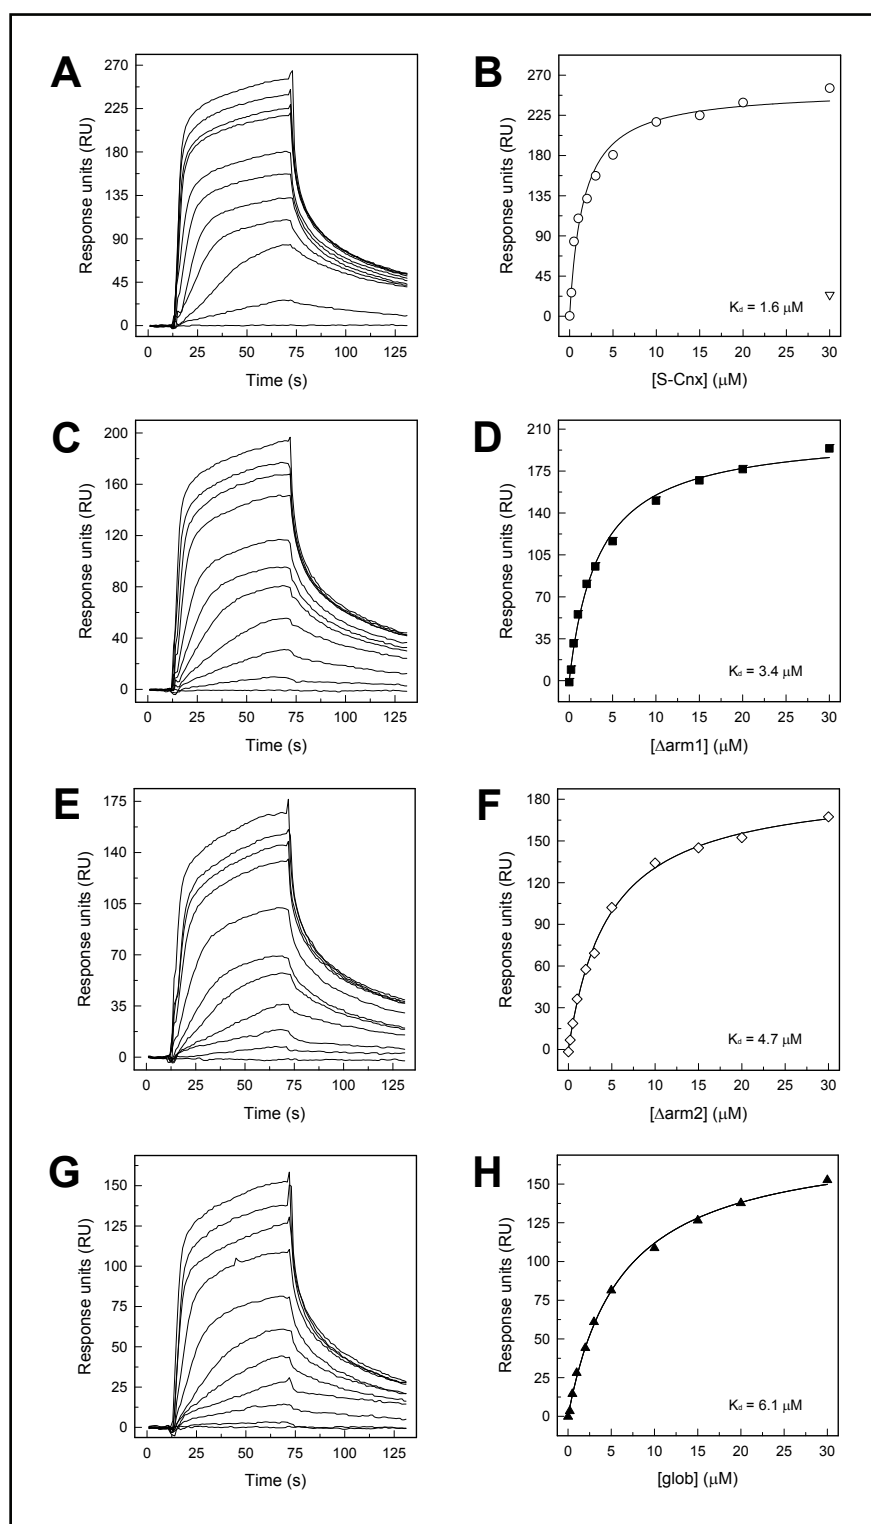 A
Response units (RU)
270
225
180
135
90
45
0
0 25 50 75 100 125
Time (s)
B
Response units (RU)
270
225
180
135
90
45
0
Kd = 1.6 μM
0 5 10 15 20 25 30
[S-Cnx] (μM)
C
Response units (RU)
200
160
120
80
40
0
0 25 50 75 100 125
Time (s)
D
Response units (RU)
210
175
140
105
70
35
0
Kd = 3.4 μM
0 5 10 15 20 25 30
[Δarm1] (μM)
E
Response units (RU)
175
140
105
70
35
0
0 25 50 75 100 125
Time (s)
F
Response units (RU)
180
150
120
90
60
30
0
Kd = 4.7 μM
0 5 10 15 20 25 30
[Δarm2] (μM)
G
Response units (RU)
150
125
100
75
50
25
0
0 25 50 75 100 125
Time (s)
H
Response units (RU)
150
125
100
75
50
25
0
Kd = 6.1 μM
0 5 10 15 20 25 30
[glob] (μM)